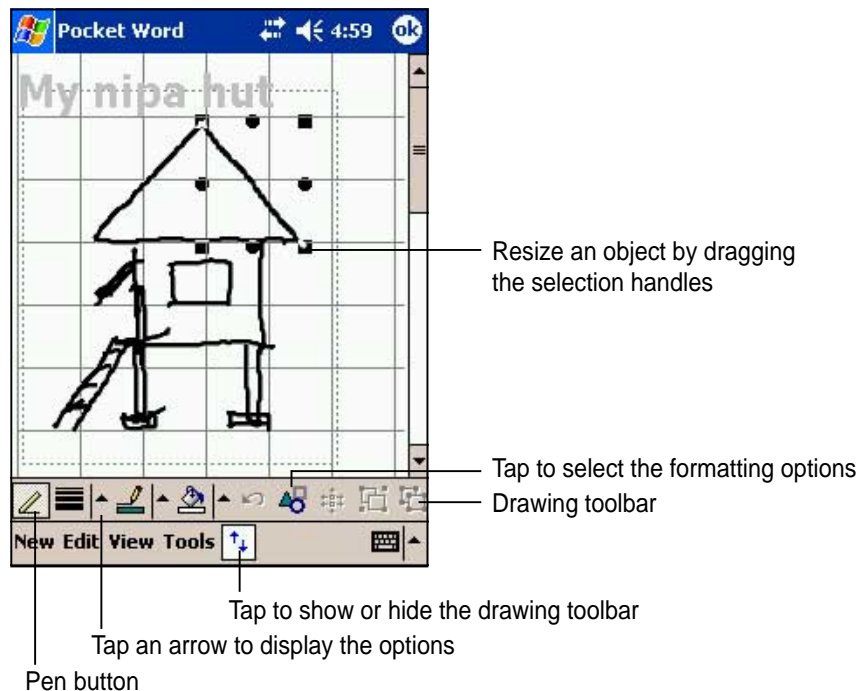 Pocket Word 4:59 ok
My nipa hut
Resize an object by dragging
the selection handles
Tap to select the formatting options
Drawing toolbar
New Edit View Tools
Tap to show or hide the drawing toolbar
Tap an arrow to display the options
Pen button